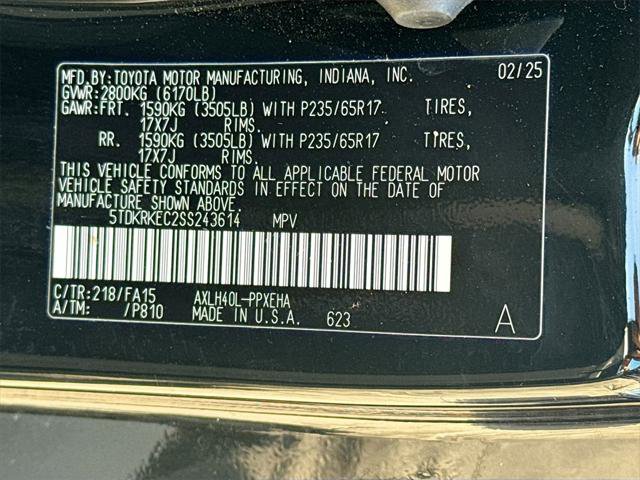 MFD.BY:TOYOTA MOTOR MANUFACTURING, INDIANA, INC. 02/25
GVWR:2800KG (6170LB)
GAWR:FRT. 1590KG (3505LB) WITH P235/65R17 TIRES,
17X7J RIMS.
RR. 1590KG (3505LB) WITH P235/65R17 TIRES,
17X7J RIMS.
THIS VEHICLE CONFORMS TO ALL APPLICABLE FEDERAL MOTOR
VEHICLE SAFETY STANDARDS IN EFFECT ON THE DATE OF
MANUFACTURE SHOWN ABOVE.
5TDKRKEC2SS243614 MPV
C/TR:218/FA15 AXLH40L-PPXEHA
A/TM: /P810 MADE IN U.S.A. 623 A